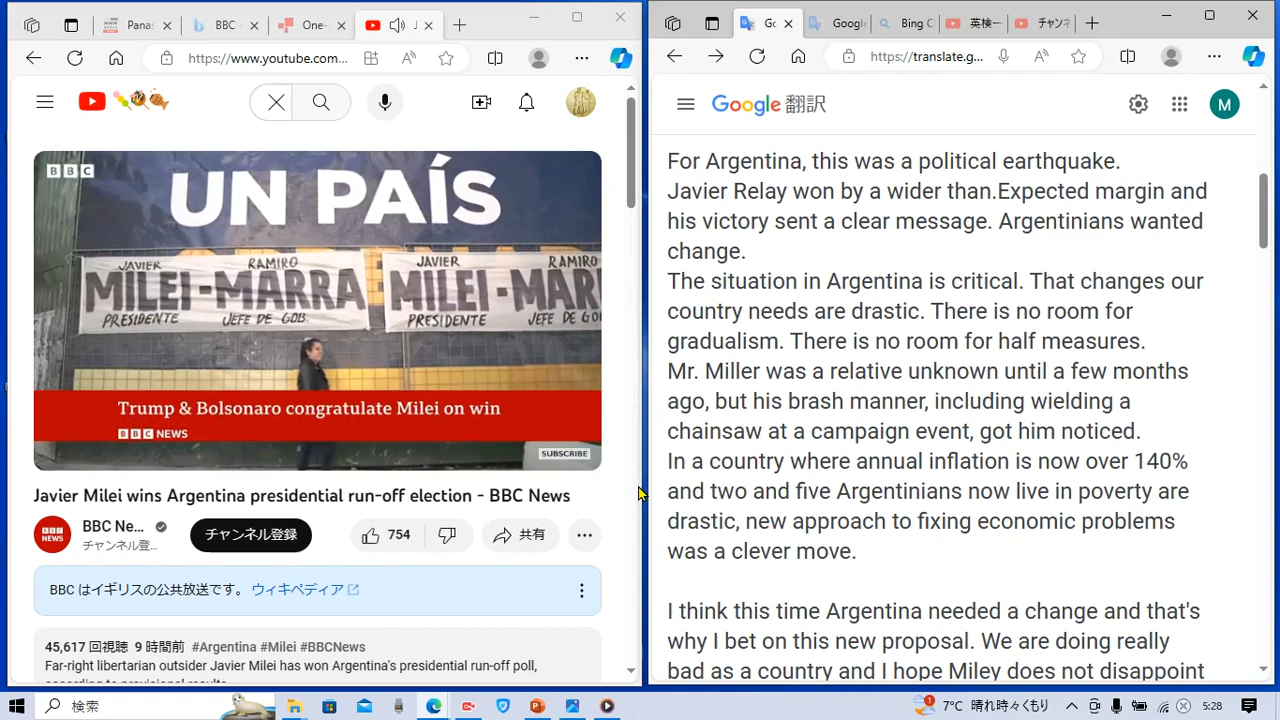 Panas
BBC -
One-
J
https://www.youtube.com...
BBC
UN PAÍS
JAVIER RAMIRO JAVIER RAMIRO
MILEI-MARRA MILEI-MAR
PRESIDENTE JEFE DE GOB. PRESIDENTE JEFE DE GO
Trump & Bolsonaro congratulate Milei on win
BBC NEWS
SUBSCRIBE
Javier Milei wins Argentina presidential run-off election - BBC News
BBC NEWS
BBC Ne...
チャンネル登...
チャンネル登録
754
共有
BBC はイギリスの公共放送です。 ウィキペディア
45,617 回視聴 9 時間前 #Argentina #Milei #BBCNews
Far-right libertarian outsider Javier Milei has won Argentina's presidential run-off poll,
according to provisional results
Gc
Google
Bing C
英検一
チャンネ
https://translate.g...
Google 翻訳
M
For Argentina, this was a political earthquake.
Javier Relay won by a wider than.Expected margin and
his victory sent a clear message. Argentinians wanted
change.
The situation in Argentina is critical. That changes our
country needs are drastic. There is no room for
gradualism. There is no room for half measures.
Mr. Miller was a relative unknown until a few months
ago, but his brash manner, including wielding a
chainsaw at a campaign event, got him noticed.
In a country where annual inflation is now over 140%
and two and five Argentinians now live in poverty are
drastic, new approach to fixing economic problems
was a clever move.
I think this time Argentina needed a change and that's
why I bet on this new proposal. We are doing really
bad as a country and I hope Miley does not disappoint
検索
1
7°C 晴れ時々くもり
5:28